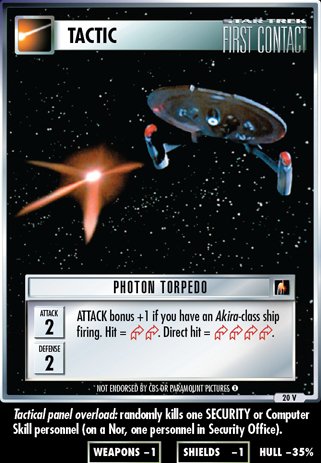 TACTIC
STAR TREK
FIRST CONTACT
PHOTON TORPEDO
ATTACK
2
DEFENSE
2
ATTACK bonus +1 if you have an Akira-class ship
firing. Hit = . Direct hit = .
NOT ENDORSED BY CBS OR PARAMOUNT PICTURES
20 V
Tactical panel overload: randomly kills one SECURITY or Computer
Skill personnel (on a Nor, one personnel in Security Office).
WEAPONS –1 SHIELDS –1 HULL –35%